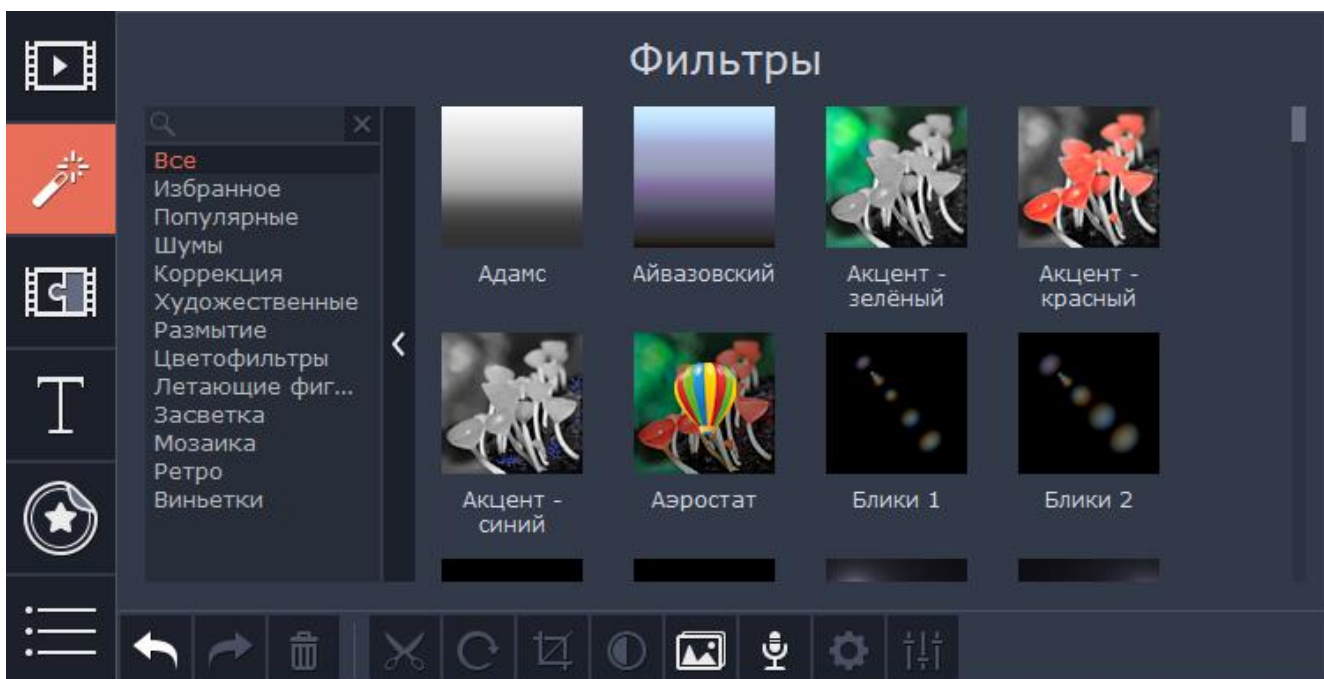 Фильтры
Все
Избранное
Популярные
Шумы
Коррекция
Художественные
Размытие
Цветофильтры
Летающие фиг...
Засветка
Мозаика
Ретро
Виньетки
Адамс
Айвазовский
Акцент -
зелёный
Акцент -
красный
Акцент -
синий
Аэростат
Блики 1
Блики 2